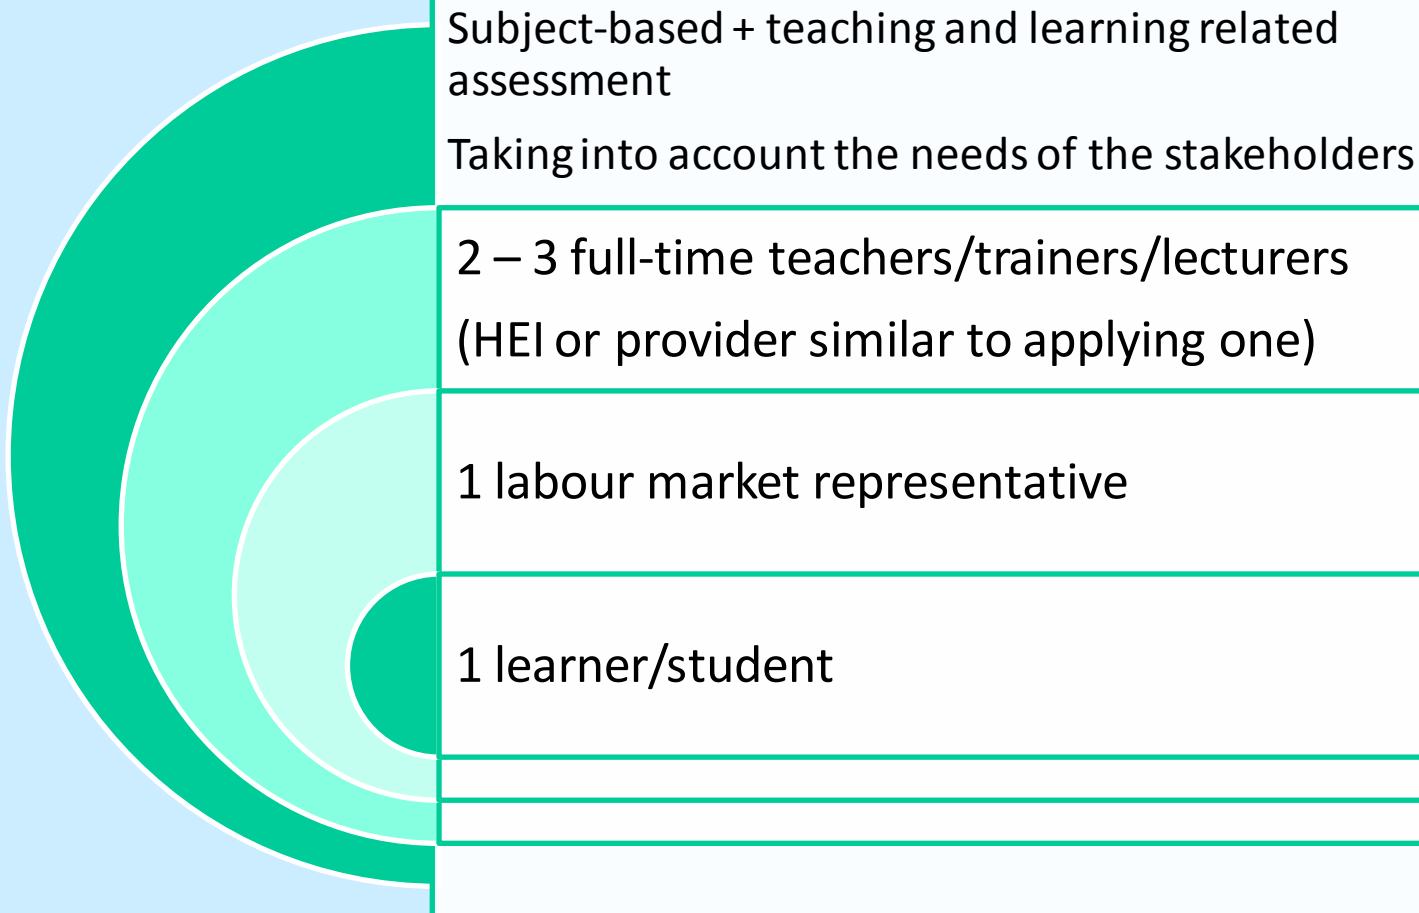 Subject-based + teaching and learning related
assessment
Taking into account the needs of the stakeholders
2 – 3 full-time teachers/trainers/lecturers
(HEI or provider similar to applying one)
1 labour market representative
1 learner/student